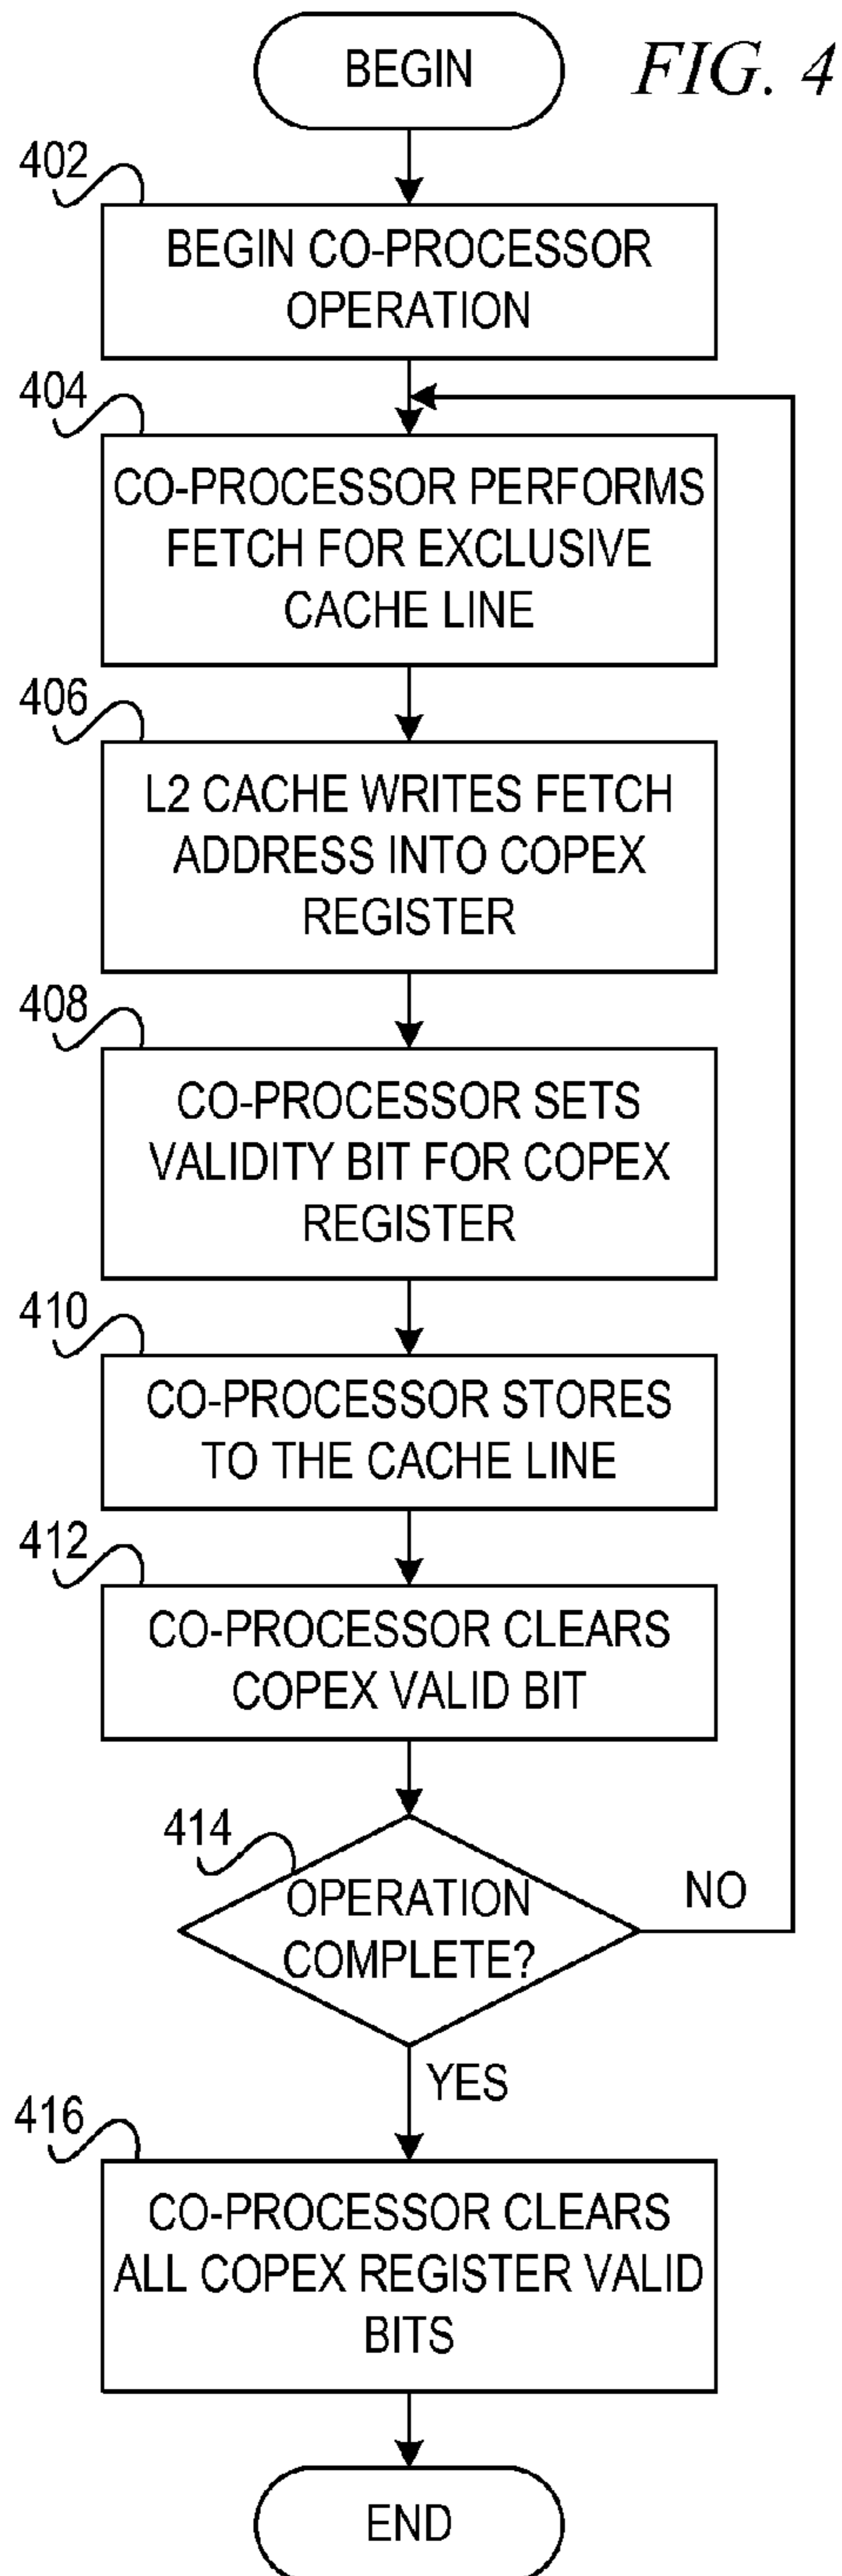 BEGIN
FIG. 4
402
BEGIN CO-PROCESSOR
OPERATION
404
CO-PROCESSOR PERFORMS
FETCH FOR EXCLUSIVE
CACHE LINE
406
L2 CACHE WRITES FETCH
ADDRESS INTO COPEX
REGISTER
408
CO-PROCESSOR SETS
VALIDITY BIT FOR COPEX
REGISTER
410
CO-PROCESSOR STORES
TO THE CACHE LINE
412
CO-PROCESSOR CLEARS
COPEX VALID BIT
414
OPERATION
COMPLETE?
NO
YES
416
CO-PROCESSOR CLEARS
ALL COPEX REGISTER VALID
BITS
END